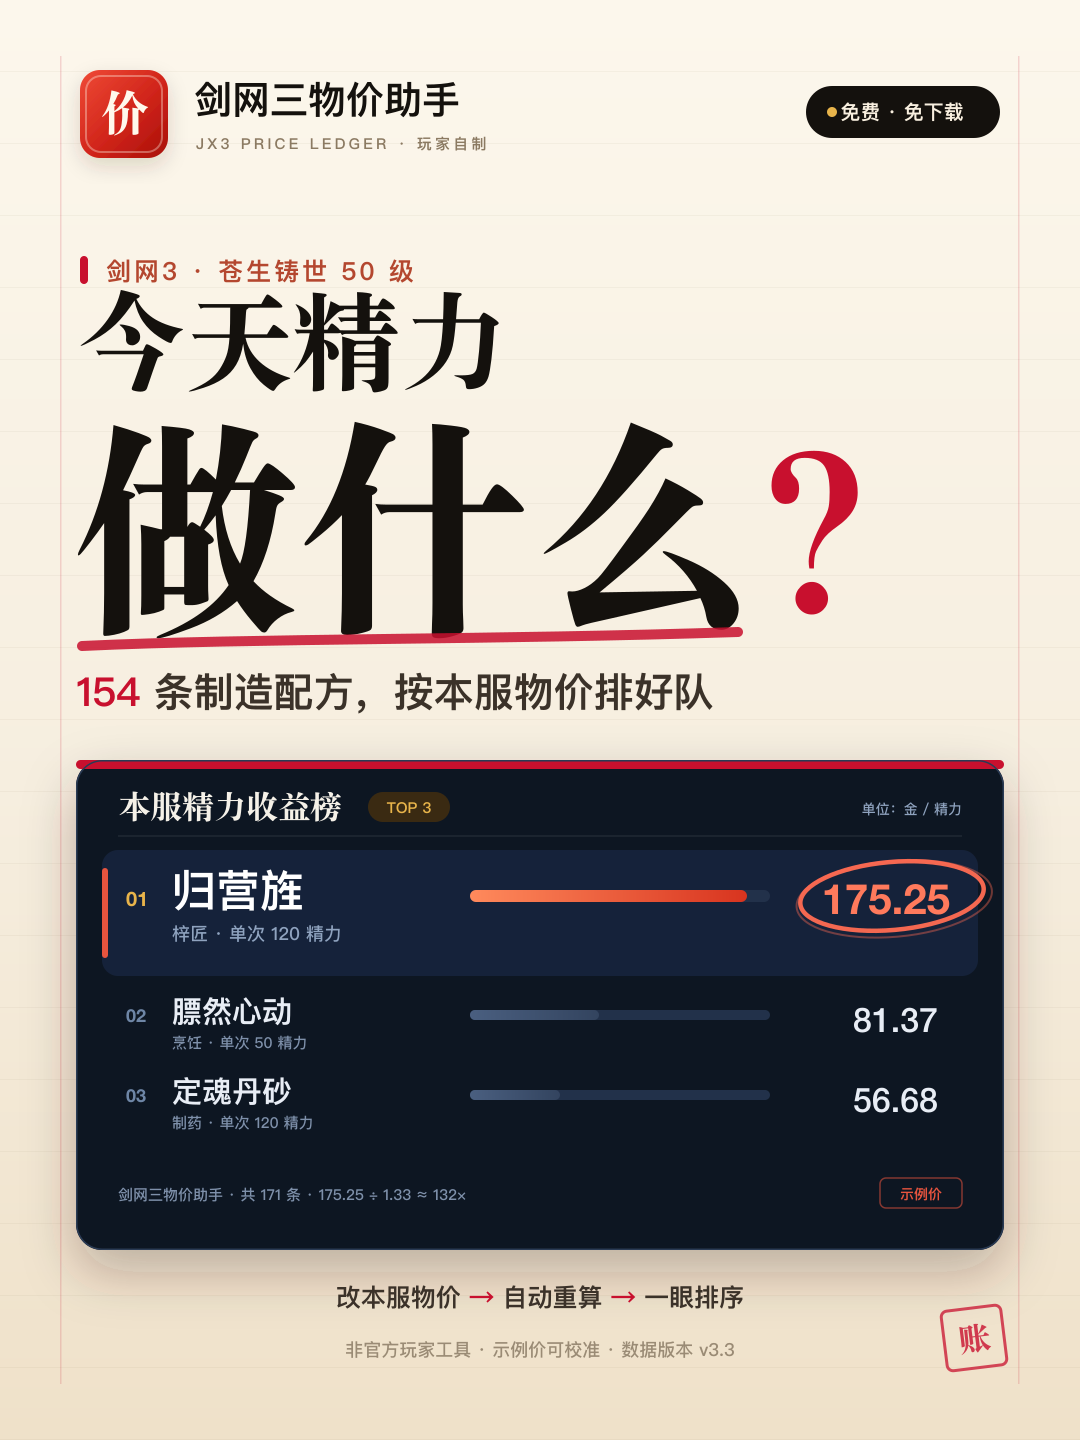 价
剑网三物价助手
JX3 PRICE LEDGER · 玩家自制
免费 · 免下载
剑网3 · 苍生铸世 50 级
今天精力
做什么？
154 条制造配方，按本服物价排好队
本服精力收益榜
TOP 3
单位：金 / 精力
01
归营旌
梓匠 · 单次 120 精力
175.25
02
膘然心动
烹饪 · 单次 50 精力
81.37
03
定魂丹砂
制药 · 单次 120 精力
56.68
剑网三物价助手 · 共 171 条 · 175.25 ÷ 1.33 ≈ 132×
示例价
改本服物价 → 自动重算 → 一眼排序
非官方玩家工具 · 示例价可校准 · 数据版本 v3.3
账